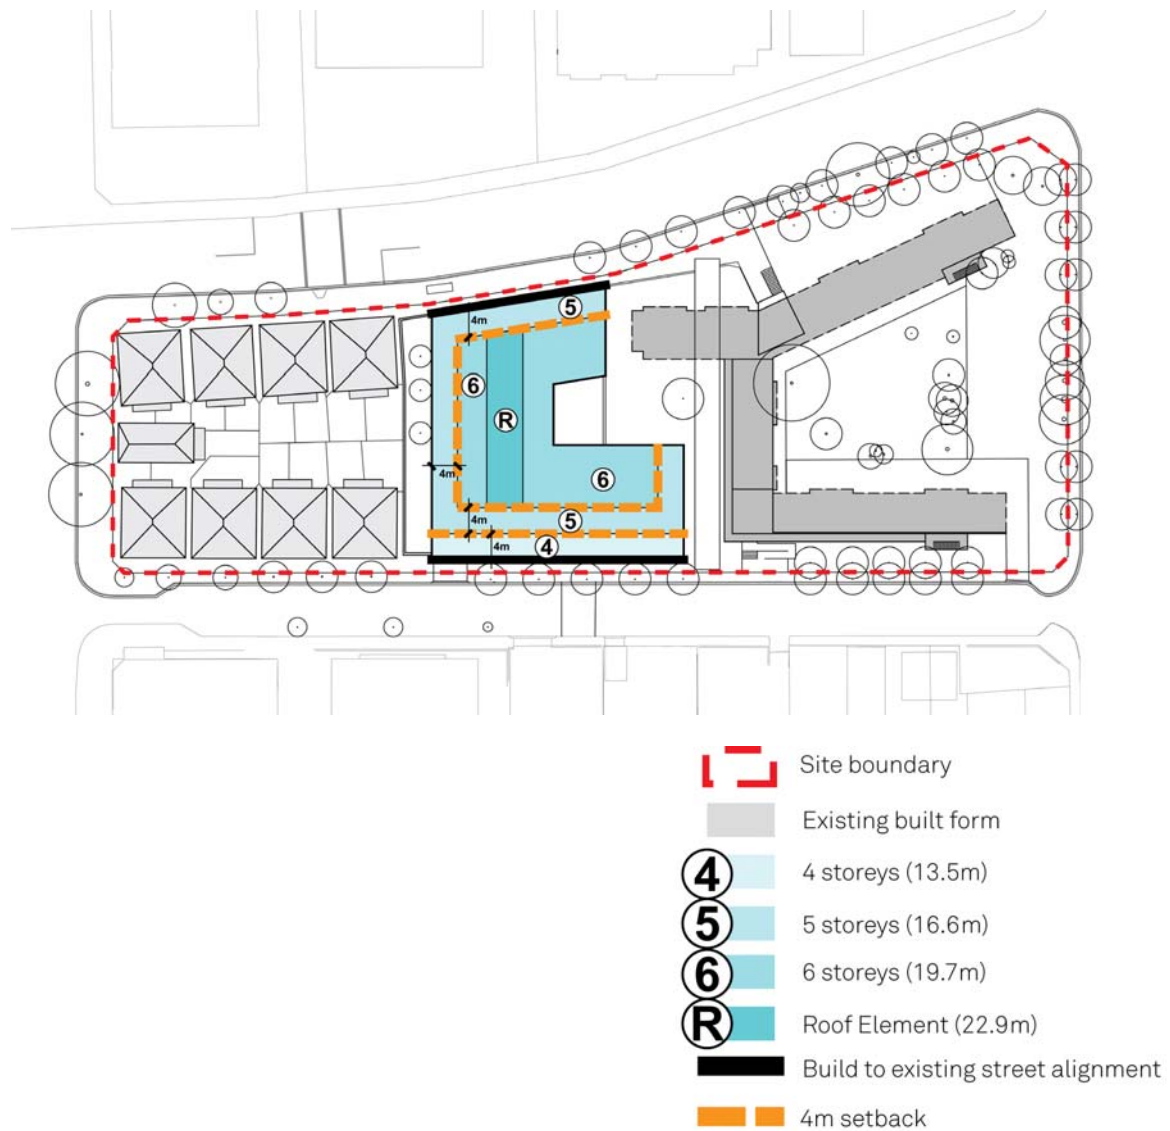 5
4m
6
R
4m
6
4m
5
4m
4
Site boundary
Existing built form
4 4 storeys (13.5m)
5 5 storeys (16.6m)
6 6 storeys (19.7m)
R Roof Element (22.9m)
Build to existing street alignment
4m setback